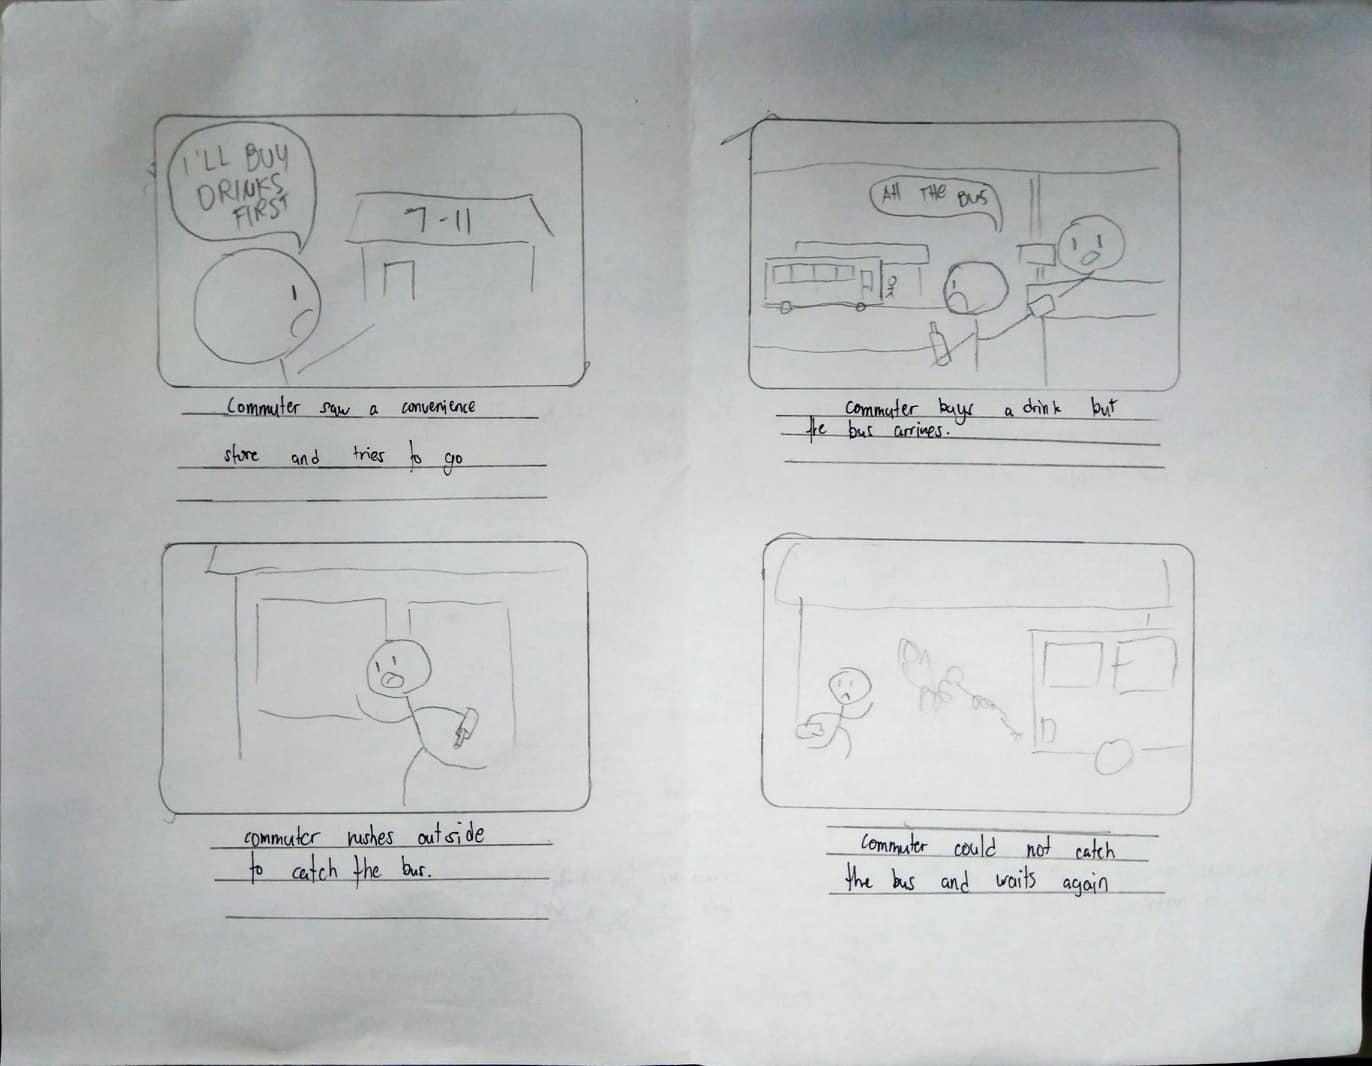 I'LL BUY
DRINKS
FIRST
7-11
Commuter saw a convenience
store and tries to go
AH THE BUS
commuter buys a drink but
the bus arrives.
commuter rushes outside
to catch the bus.
Commuter could not catch
the bus and waits again